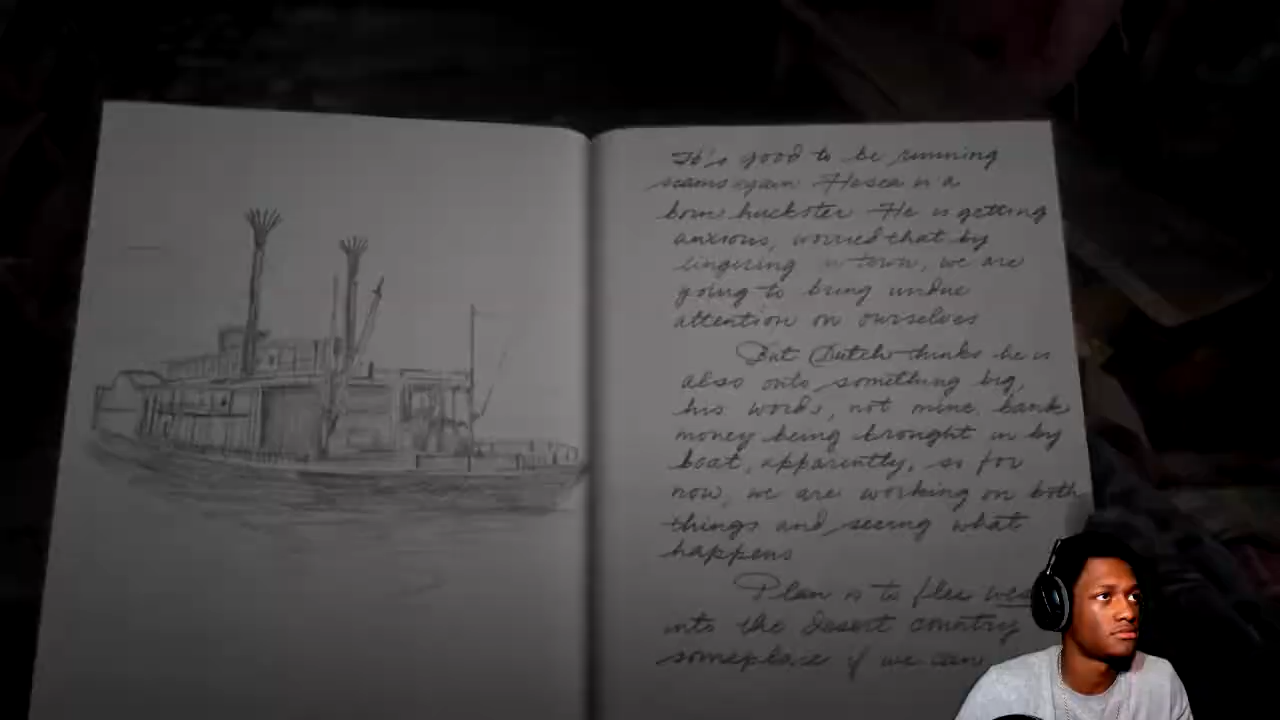 It's good to be running
scams again. Hosea is a
born huckster. He is getting
anxious, worried that by
lingering in town, we are
going to bring undue
attention on ourselves
But Dutch thinks he is
also onto something big,
his words, not mine, bank
money being brought in by
boat, apparently, so for
now, we are working on both
things and seeing what
happens
Plan is to flee
into the desert country
someplace if we can